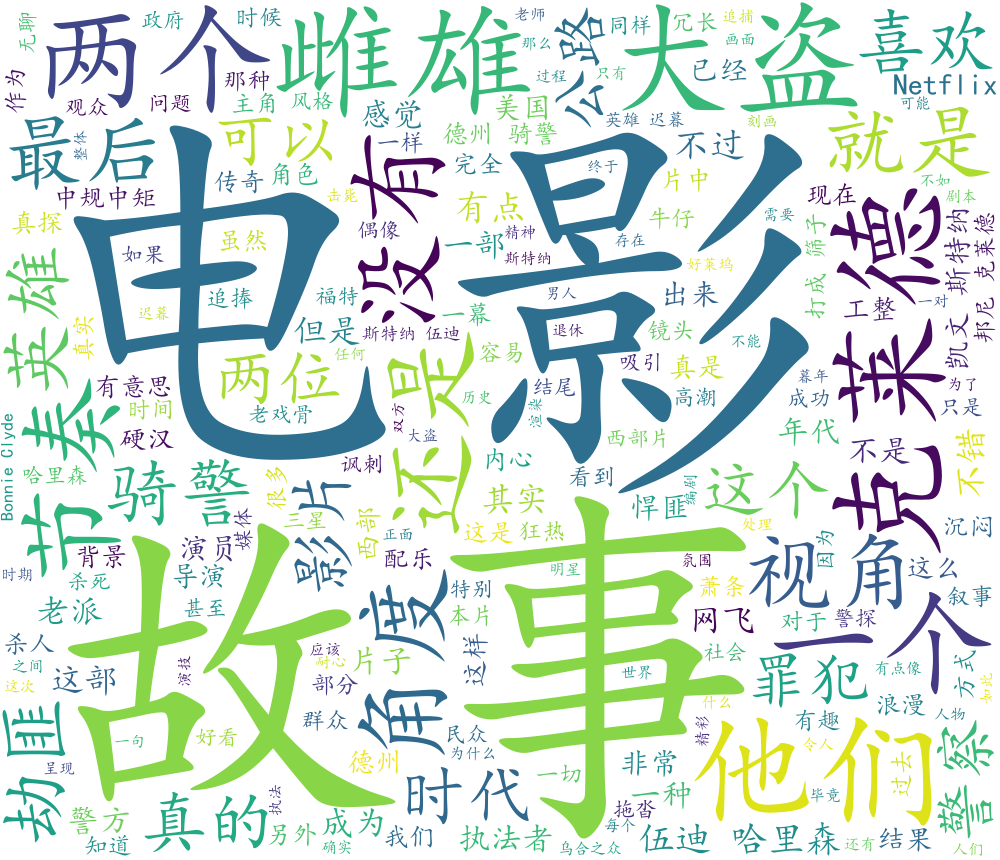 无聊
两个
政府
时候
雌雄
老师
那么
公路
同样
冗长
追捕
画面
大盗
喜欢
作为
观众
问题
那种
主角
风格
过程
只有
已经
Netflix
可能
美国
感觉
英雄 迟暮
刻画
最后
整体
可以
德州 骑警
一样
没有
不过
就是
中规中矩
传奇
角色
完全
终于
片中
现在
不如
剧本
击毙
偶像
有点
牛仔
需要
筛子
真探
如果
虽然
一部
精神
存在
电影
斯特纳
好莱坞
打成
克莱德
凯文 斯特纳
邦尼 克莱德
一对
工整
英雄
真实
迟暮
追捧
福特
但是
一幕
男人
出来
斯特纳 伍迪
退休
镜头
不能
两位
任何
还是
容易
吸引
真是
有意思
时间
结尾
高潮
暮年
成功
为了
只是
老戏骨
双方
历史
渲染
西部片
年代
Bonnie Clyde
节奏
硬汉
大盗
讽刺
内心
看到
不是
不错
哈里森
骑警
很多
影片
其实
悍匪
编剧
这个
沉闷
三星
西部
这是
狂热
处理
媒体
正面
背景
演员
配乐
氛围
因为
时期
杀死
导演
明星
视角
这么
叙事
老派
甚至
角度
特别
萧条
本片
网飞
对于
警探
故事
杀人
之间
应该
耐心
片子
这样
社会
一个
这次
这部
演技
部分
世界
罪犯
有点像
方式
如此
什么
劫匪
群众
民众
有趣
浪漫
人物
一句
好看
为什么
精彩
令人
呈现
德州
一切
非常
他们
过去
警察
执法
时代
一种
毕竟
警方
真的
成为
拖沓
知道
另外
确实
我们
执法者
每个
乌合之众
伍迪
哈里森
还有
结果
人们